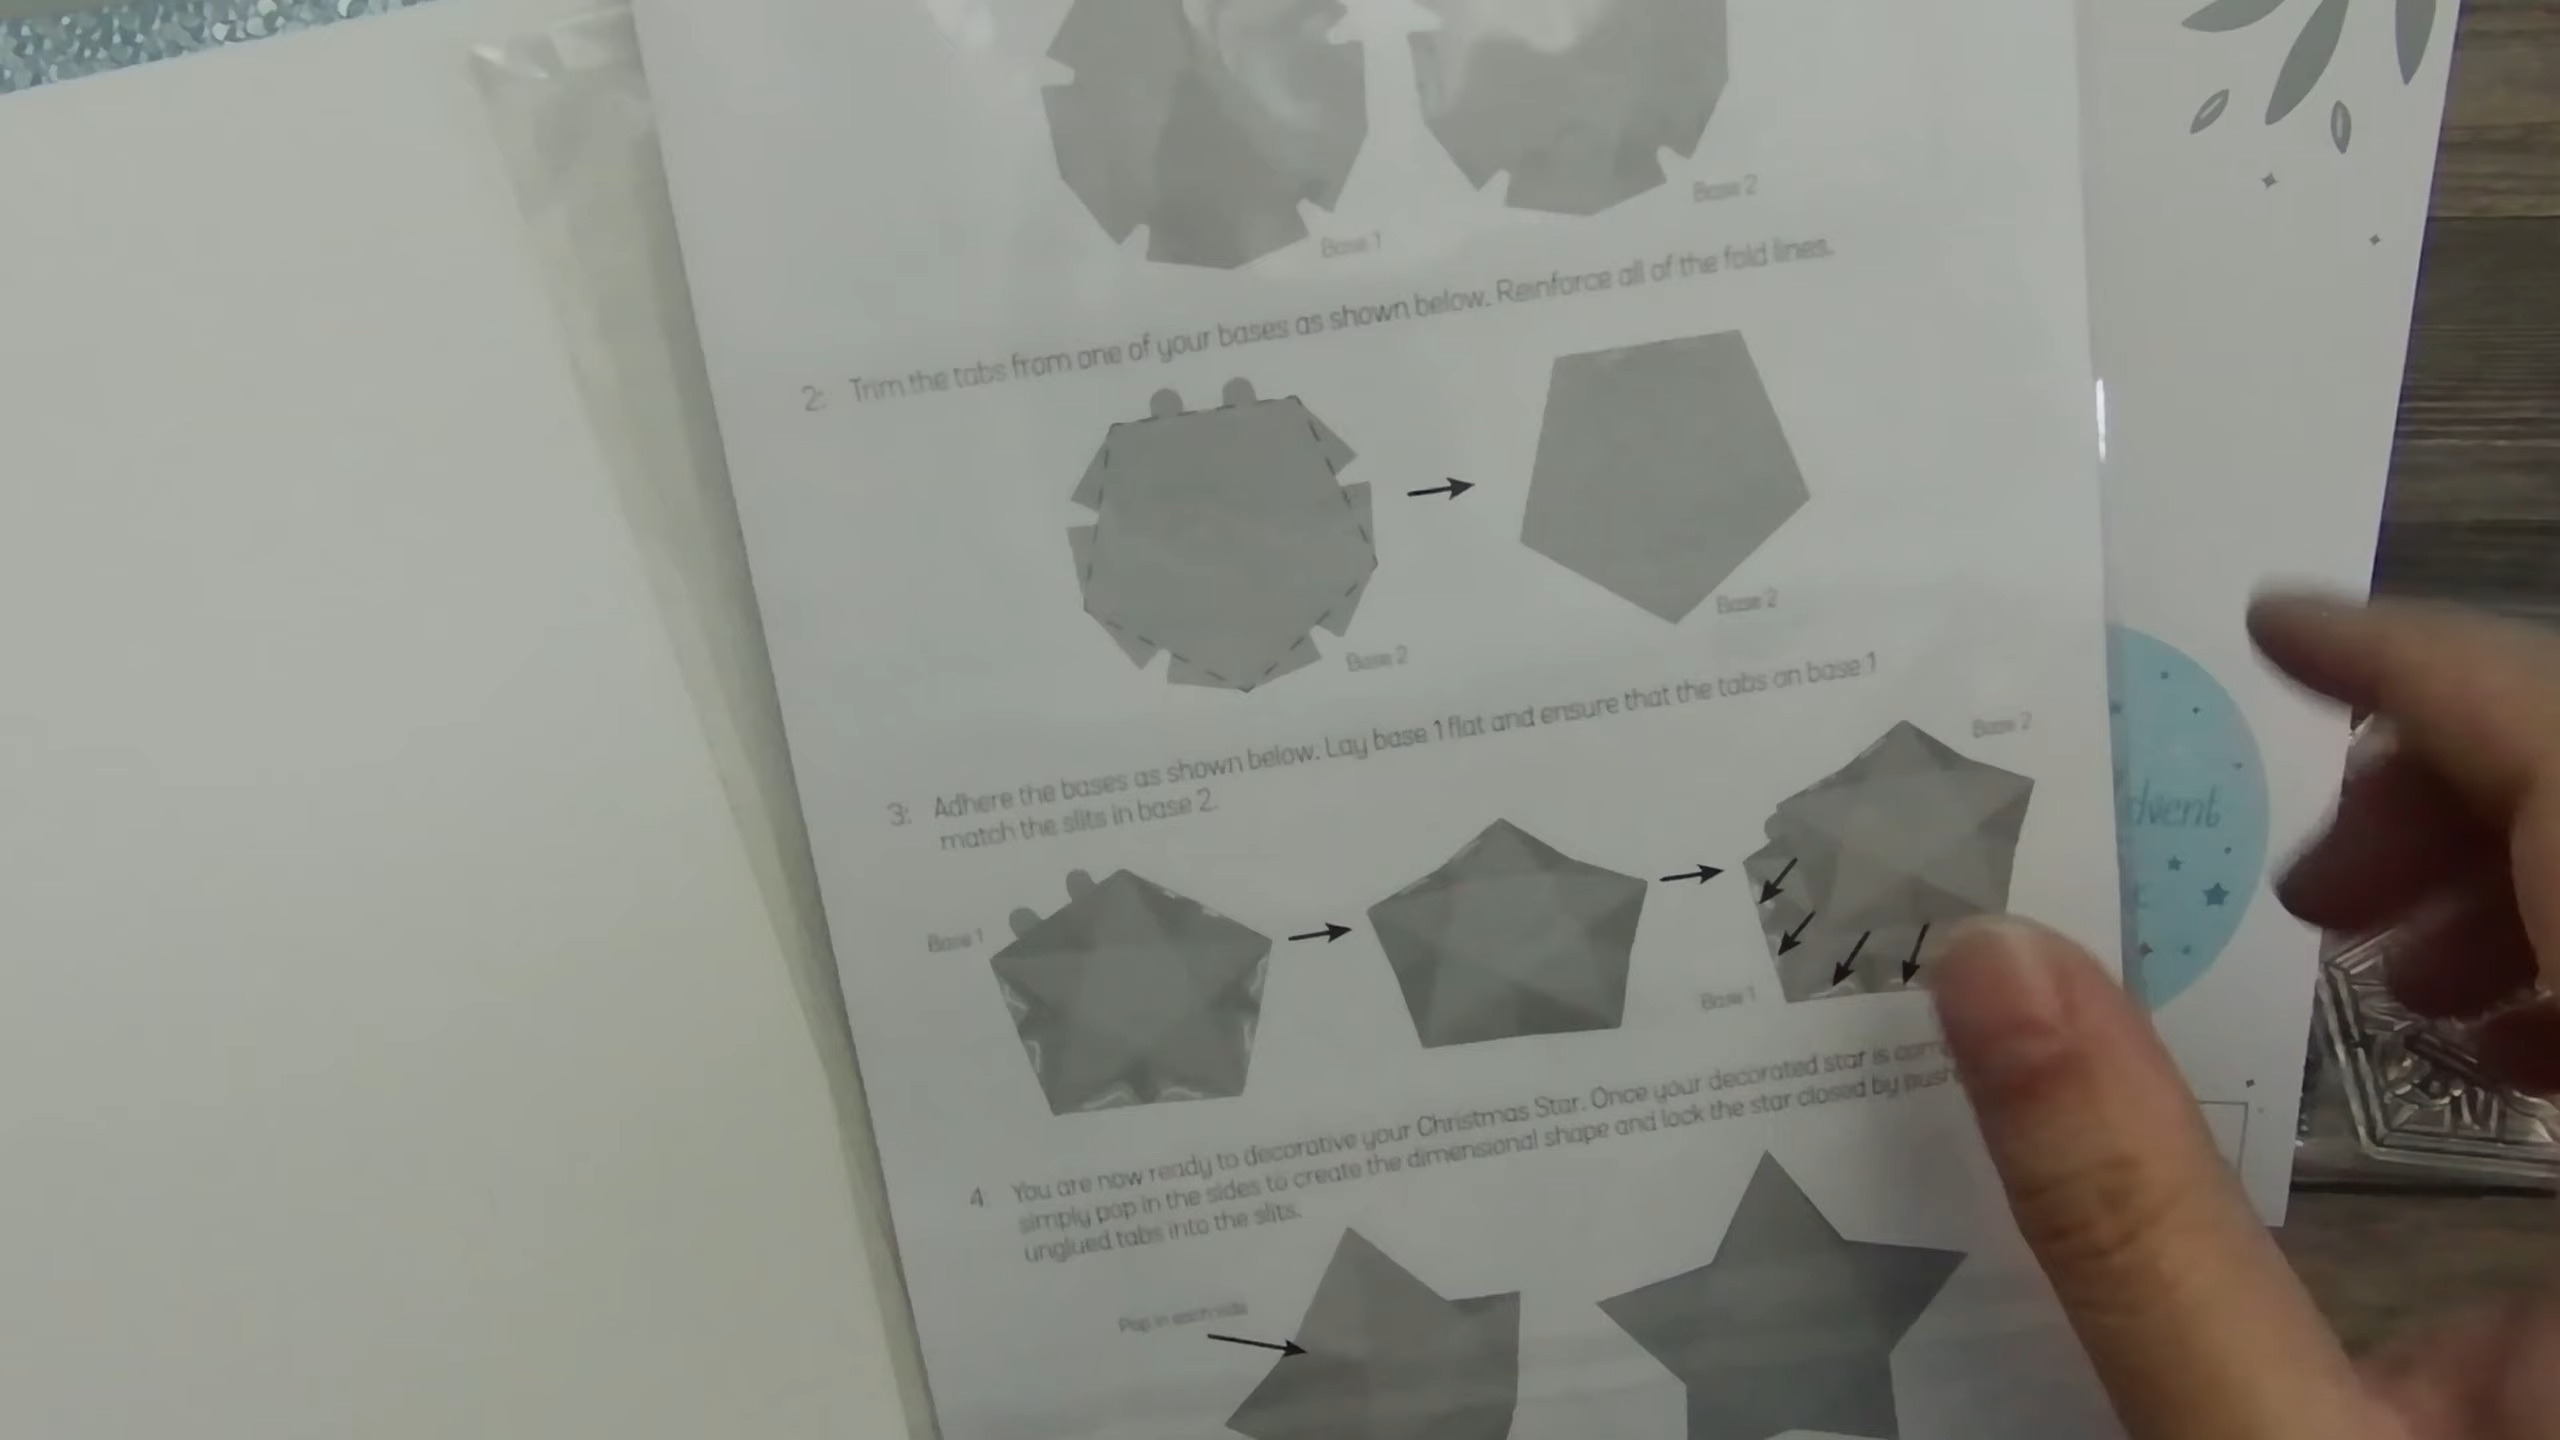 Base 1
Base 2
2: Trim the tabs from one of your bases as shown below. Reinforce all of the fold lines.
Base 2
Base 2
3: Adhere the bases as shown below. Lay base 1 flat and ensure that the tabs on base 1
match the slits in base 2.
Base 1
Base 1
Base 2
4: You are now ready to decorative your Christmas Star. Once your decorated star is
simply pop in the sides to create the dimensional shape and lock the star closed by
unglued tabs into the slits.
Pop in each side
dvent